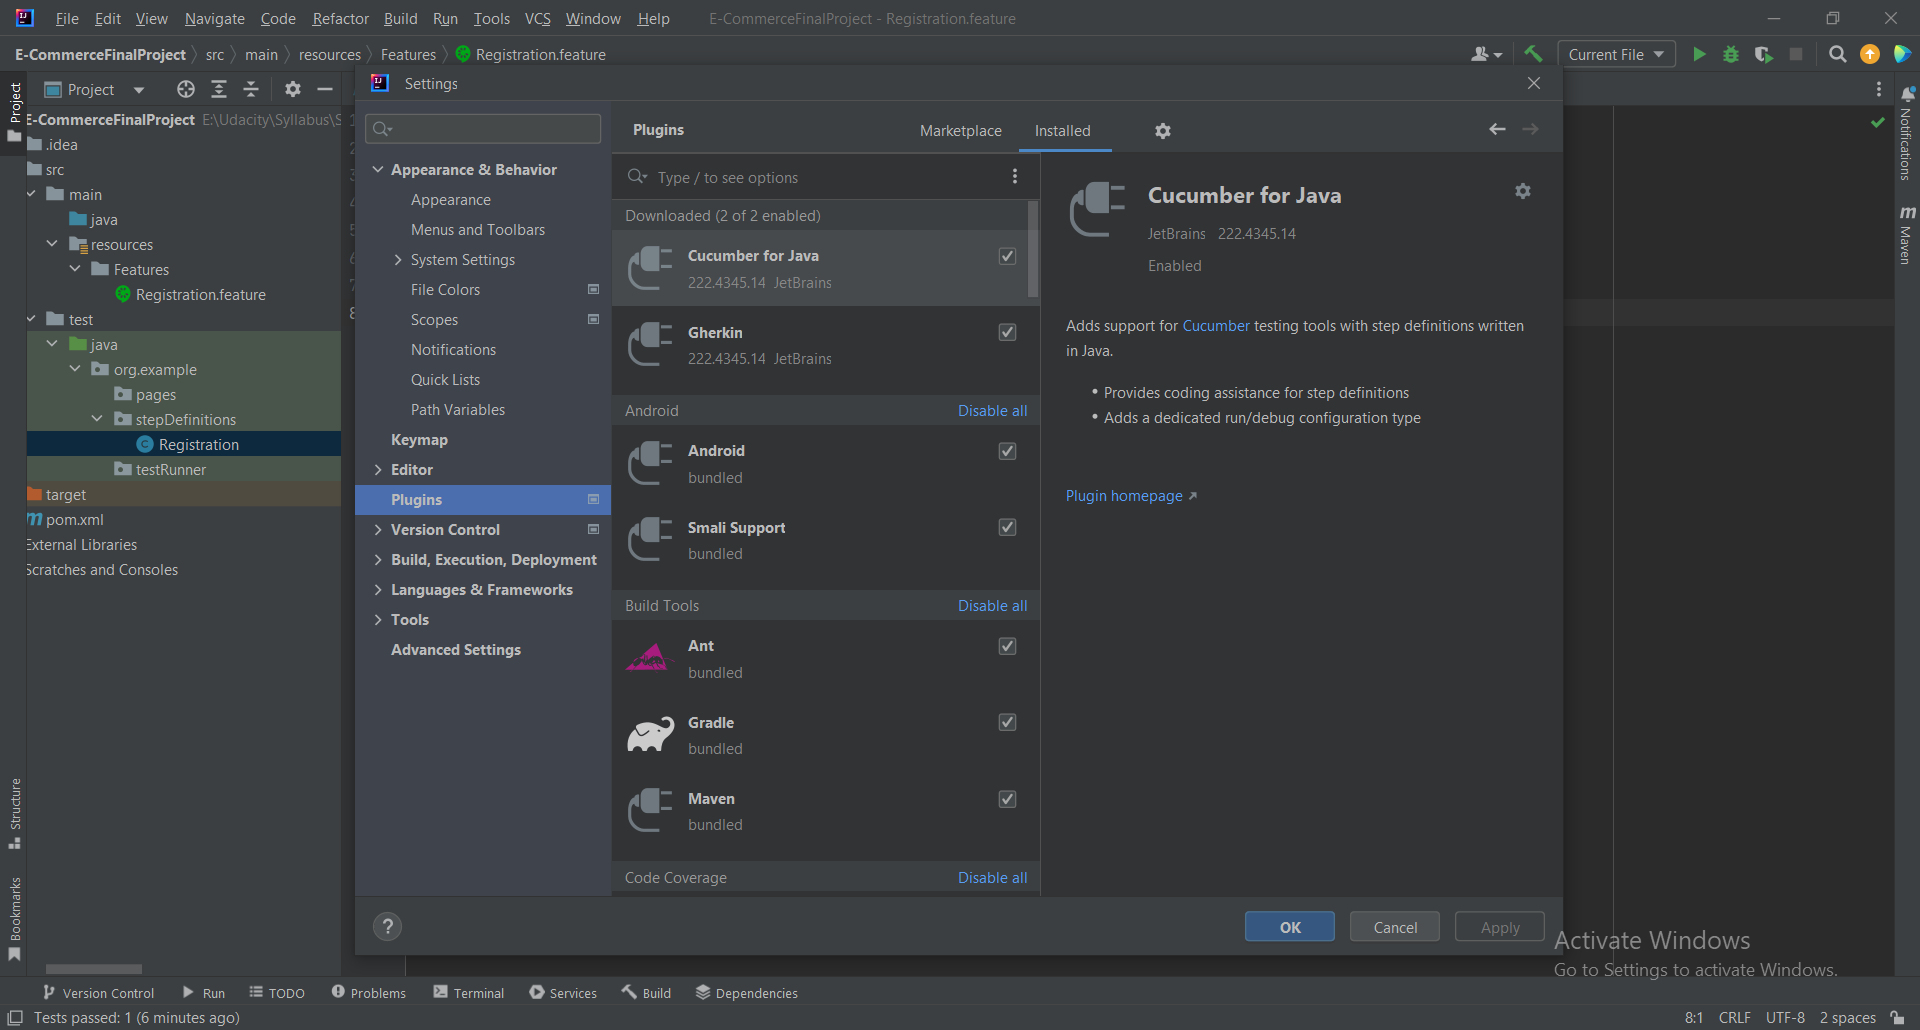 File Edit View Navigate Code Refactor Build Run Tools VCS Window Help E-CommerceFinalProject - Registration.feature
E-CommerceFinalProject src main resources Features Registration.feature Current File
Project
Project
E-CommerceFinalProject E:\Udacity\Syllabus\S
.idea
src
main
java
resources
Features
Registration.feature
test
java
org.example
pages
stepDefinitions
Registration
testRunner
target
pom.xml
External Libraries
Scratches and Consoles
Structure
Bookmarks
Settings
Appearance & Behavior
Appearance
Menus and Toolbars
System Settings
File Colors
Scopes
Notifications
Quick Lists
Path Variables
Keymap
Editor
Plugins
Version Control
Build, Execution, Deployment
Languages & Frameworks
Tools
Advanced Settings
Plugins Marketplace Installed
Type / to see options
Downloaded (2 of 2 enabled)
Cucumber for Java
222.4345.14 JetBrains
Gherkin
222.4345.14 JetBrains
Android Disable all
Android
bundled
Smali Support
bundled
Build Tools Disable all
Ant
bundled
Gradle
bundled
Maven
bundled
Code Coverage Disable all
Cucumber for Java
JetBrains 222.4345.14
Enabled
Adds support for Cucumber testing tools with step definitions written
in Java.
• Provides coding assistance for step definitions
• Adds a dedicated run/debug configuration type
Plugin homepage
? OK Cancel Apply
Notifications
Maven
Activate Windows
Go to Settings to activate Windows.
Version Control Run TODO Problems Terminal Services Build Dependencies
Tests passed: 1 (6 minutes ago) 8:1 CRLF UTF-8 2 spaces